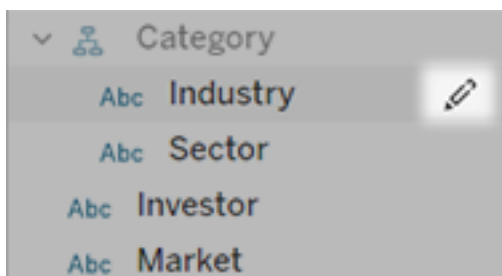 Category
Abc Industry
Abc Sector
Abc Investor
Abc Market